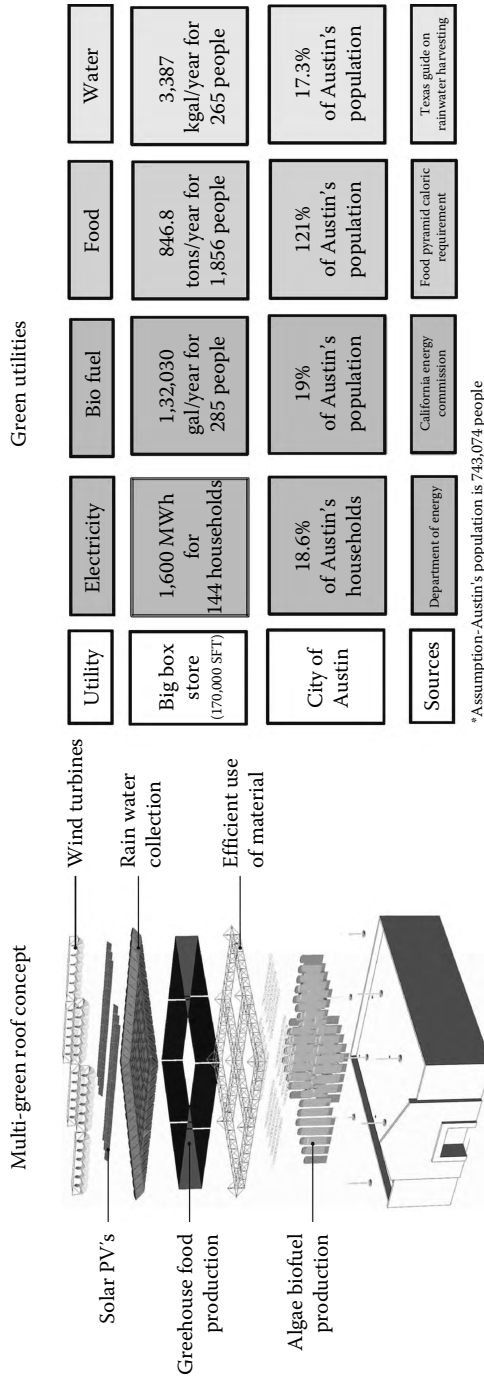 Multi-green roof concept
Solar PV's
Greehouse food
production
Algae biofuel
production
Wind turbines
Rain water
collection
Efficient use
of material
Green utilities
Utility
Electricity
Bio fuel
Food
Water
Big box
store
(170,000 SFT)
1,600 MWh
for
144 households
1,32,030
gal/year for
285 people
846.8
tons/year for
1,856 people
3,387
kgal/year for
265 people
City of
Austin
18.6%
of Austin's
households
19%
of Austin's
population
121%
of Austin's
population
17.3%
of Austin's
population
Sources
Department of energy
California energy
commission
Food pyramid caloric
requirement
Texas guide on
rainwater harvesting
*Assumption-Austin's population is 743,074 people